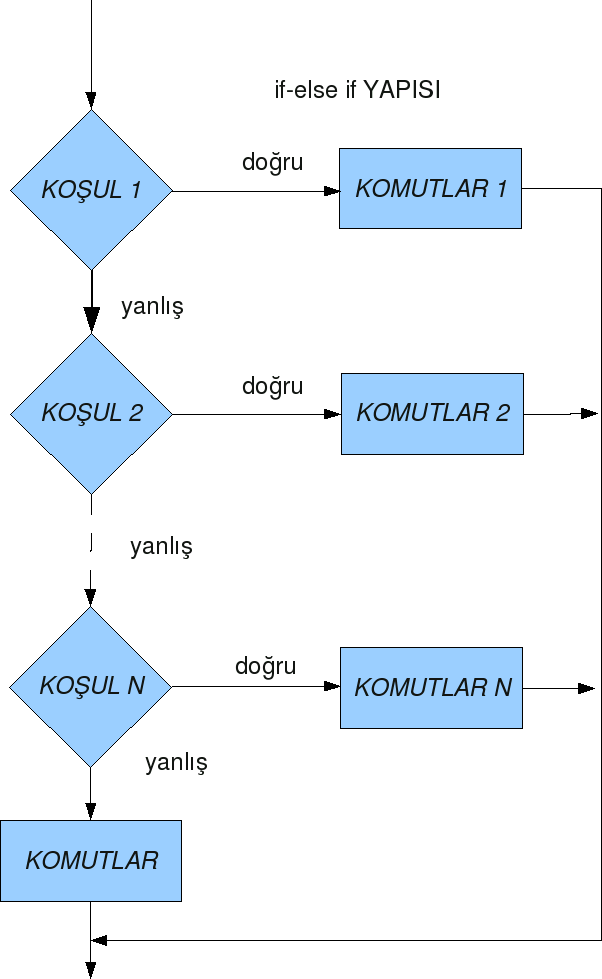 if-else if YAPISI
doğru
KOŞUL 1
KOMUTLAR 1
yanlış
doğru
KOŞUL 2
KOMUTLAR 2
yanlış
doğru
KOŞUL N
KOMUTLAR N
yanlış
KOMUTLAR